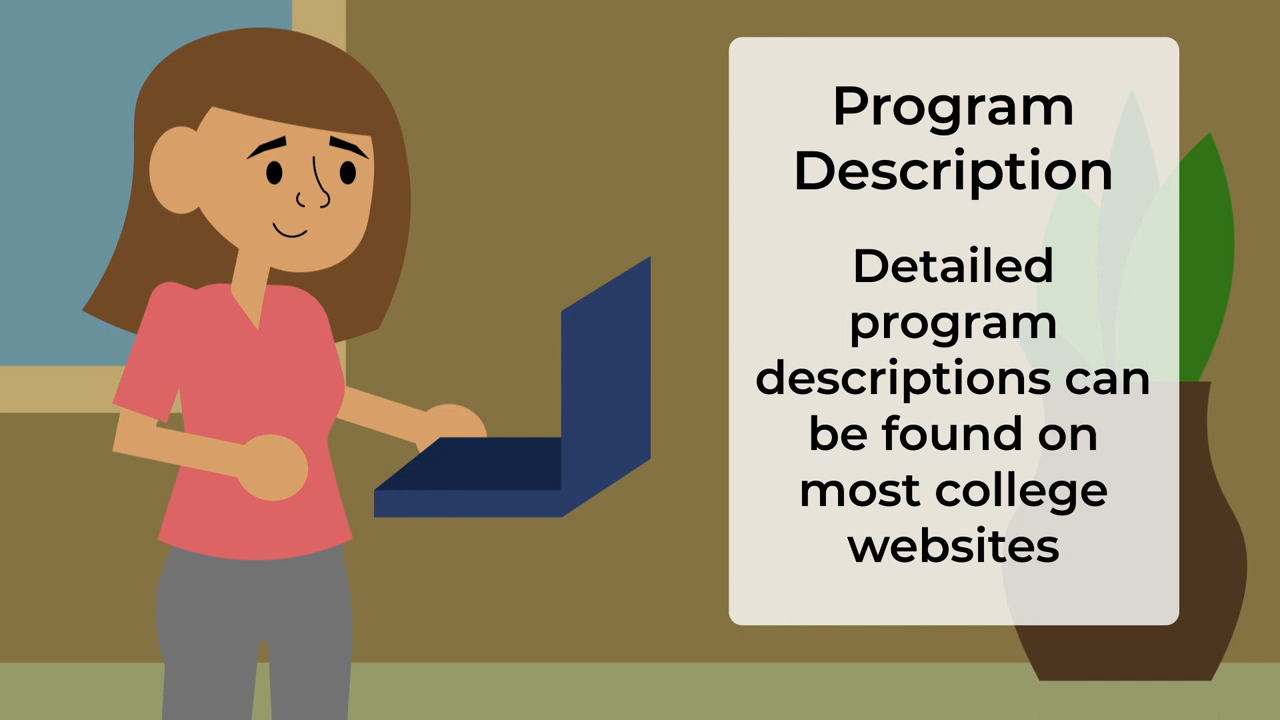 Program
Description
Detailed
program
descriptions can
be found on
most college
websites